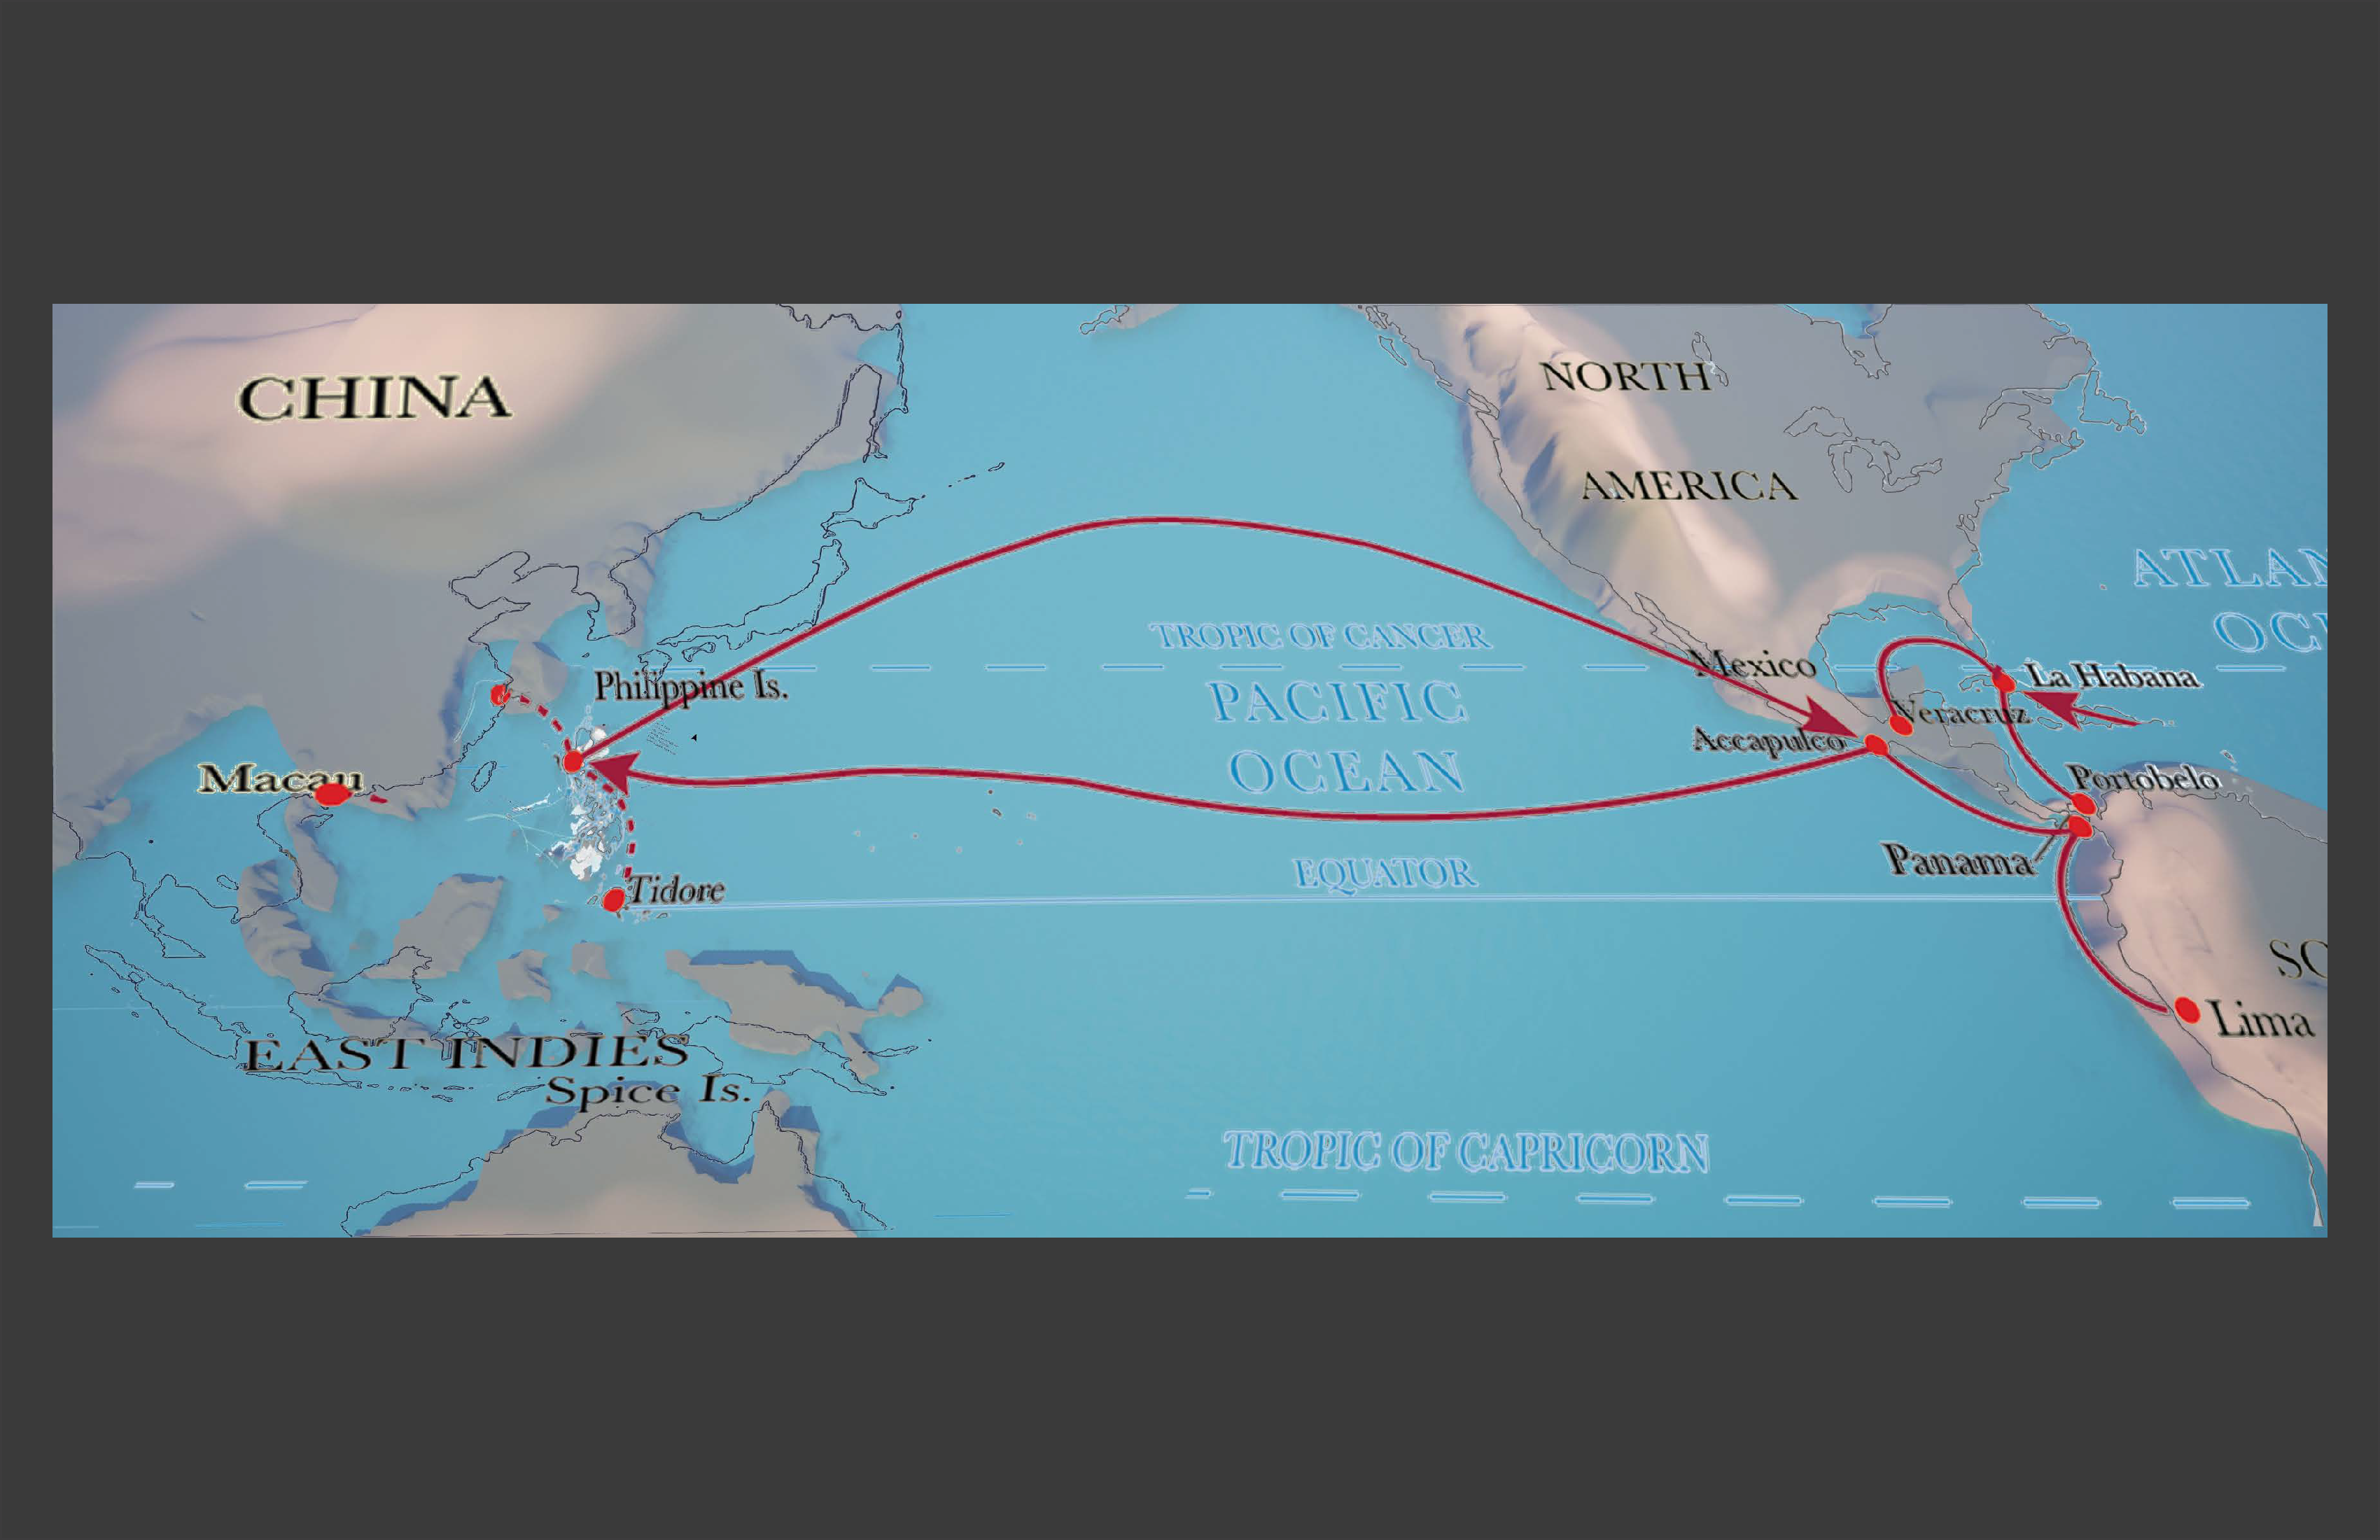 CHINA
NORTH
AMERICA
TROPIC OF CANCER
PACIFIC
OCEAN
Philippine Is.
Mexico
La Habana
Veracruz
Accapulco
Macau
Portobelo
Panama
EQUATOR
Tidore
Lima
EAST INDIES
Spice Is.
TROPIC OF CAPRICORN
ATLAN
OC
SO